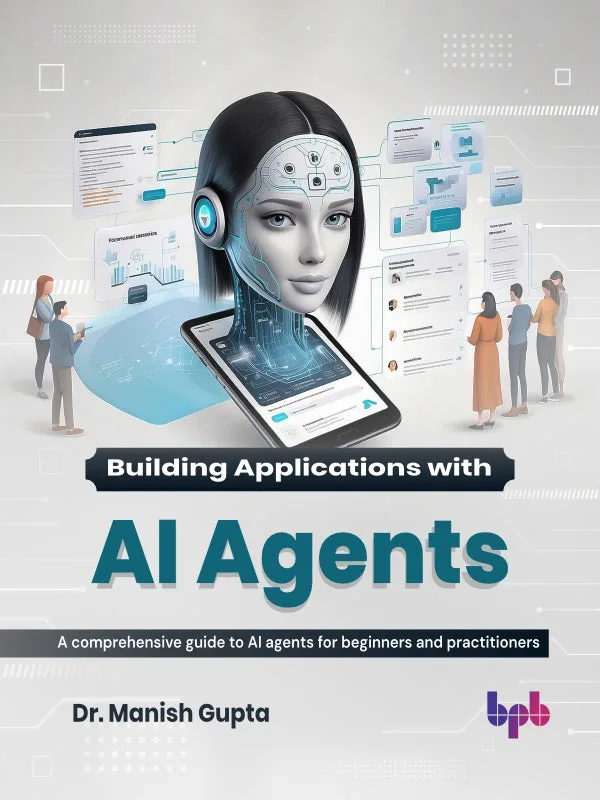 Building Applications with
AI Agents
A comprehensive guide to AI agents for beginners and practitioners
Dr. Manish Gupta
bpb